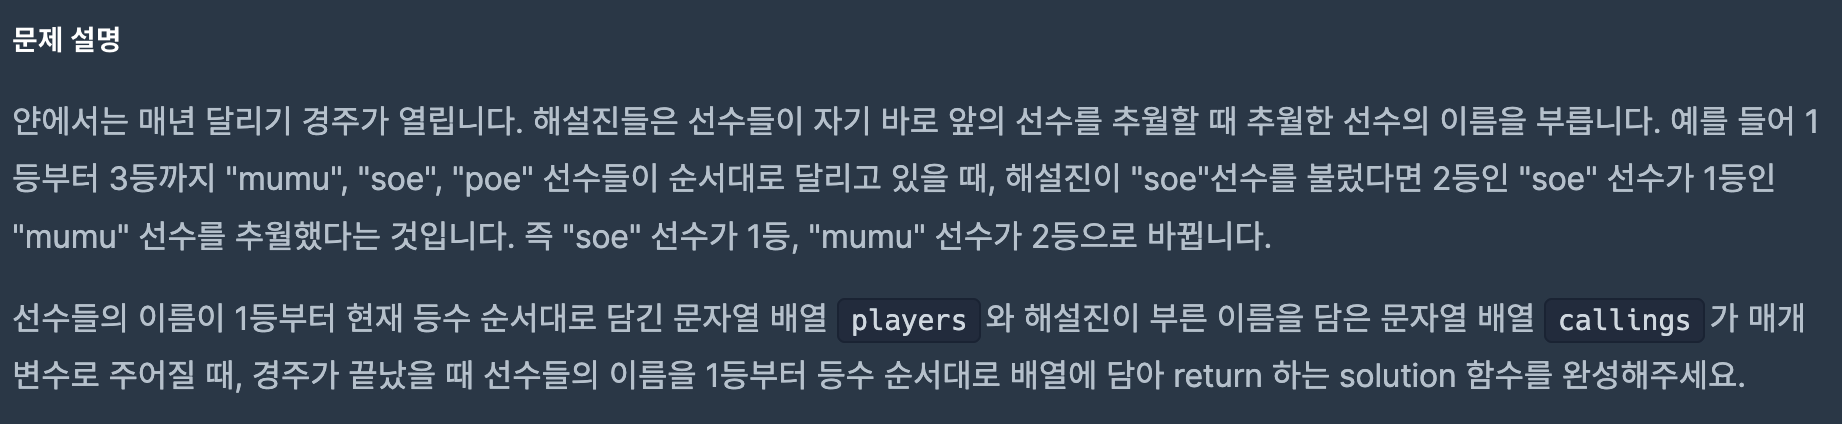 문제 설명
얀에서는 매년 달리기 경주가 열립니다. 해설진들은 선수들이 자기 바로 앞의 선수를 추월할 때 추월한 선수의 이름을 부릅니다. 예를 들어 1
등부터 3등까지 "mumu", "soe", "poe" 선수들이 순서대로 달리고 있을 때, 해설진이 "soe"선수를 불렀다면 2등인 "soe" 선수가 1등인
"mumu" 선수를 추월했다는 것입니다. 즉 "soe" 선수가 1등, "mumu" 선수가 2등으로 바뀝니다.
선수들의 이름이 1등부터 현재 등수 순서대로 담긴 문자열 배열 players 와 해설진이 부른 이름을 담은 문자열 배열 callings 가 매개
변수로 주어질 때, 경주가 끝났을 때 선수들의 이름을 1등부터 등수 순서대로 배열에 담아 return 하는 solution 함수를 완성해주세요.